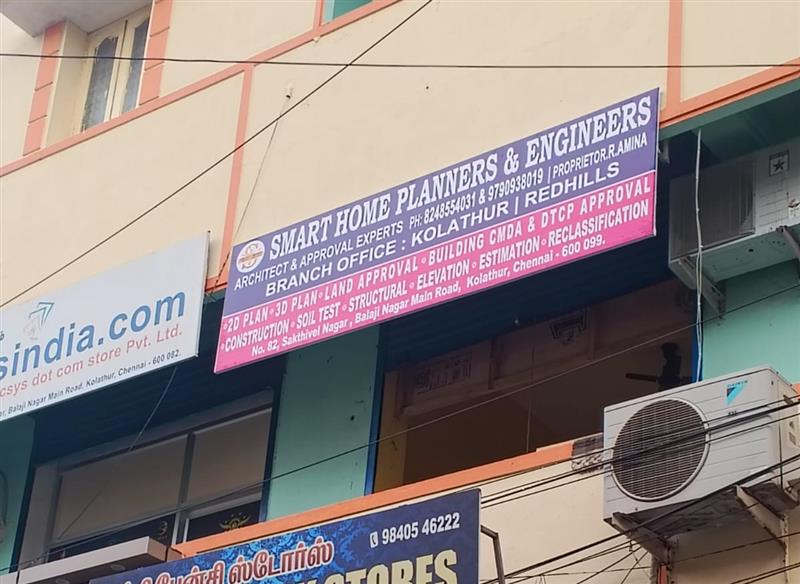 SMART HOME PLANNERS & ENGINEERS
ARCHITECT & APPROVAL EXPERTS PH: 8248554031 & 9790938019 | PROPRIETOR.R.AMINA
BRANCH OFFICE : KOLATHUR | REDHILLS
◦2D PLAN◦3D PLAN◦LAND APPROVAL ◦BUILDING CMDA & DTCP APPROVAL
◦CONSTRUCTION◦SOIL TEST◦STRUCTURAL◦ELEVATION◦ESTIMATION◦RECLASSIFICATION
No. 82, Sakthivel Nagar, Balaji Nagar Main Road, Kolathur, Chennai - 600 099.
sindia.com
csys dot com store Pvt. Ltd.
Balaji Nagar Main Road, Kolathur, Chennai - 600 082.
DAIKIN
98405 46222
ஸ்டோர்ஸ்
STORES